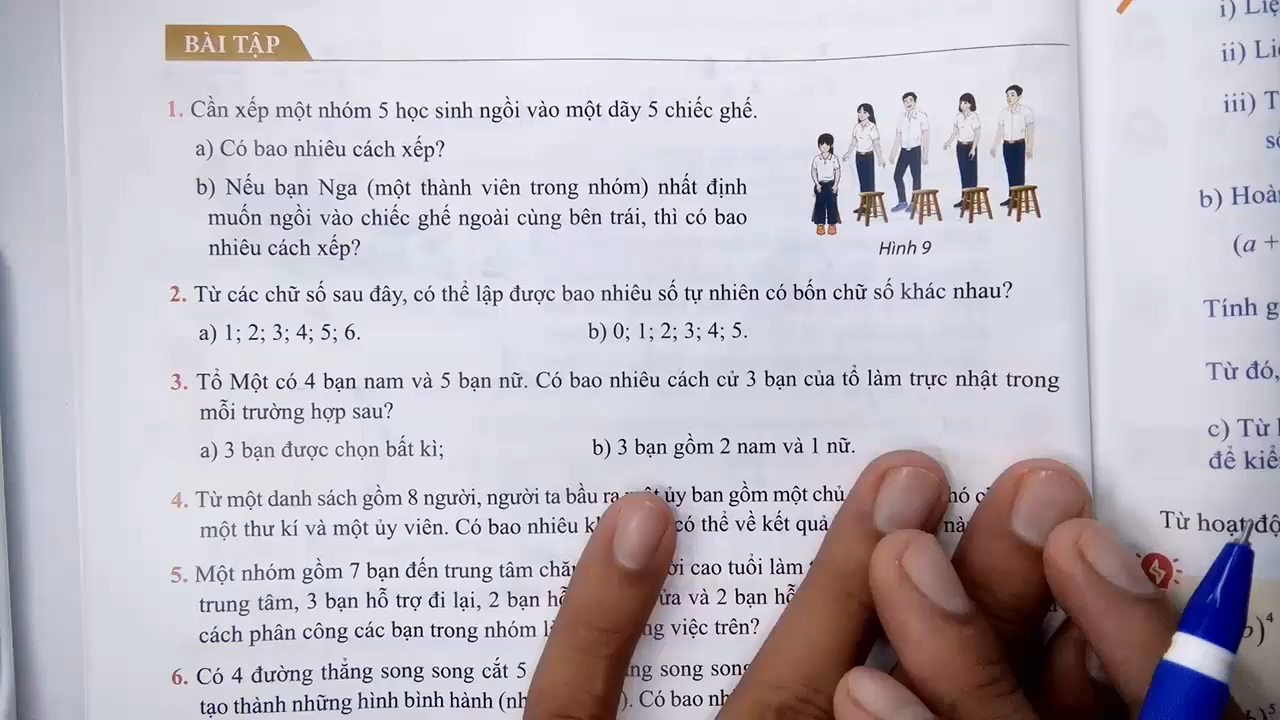 BÀI TẬP
1. Cần xếp một nhóm 5 học sinh ngồi vào một dãy 5 chiếc ghế.
a) Có bao nhiêu cách xếp?
b) Nếu bạn Nga (một thành viên trong nhóm) nhất định
muốn ngồi vào chiếc ghế ngoài cùng bên trái, thì có bao
nhiêu cách xếp?
Hình 9
2. Từ các chữ số sau đây, có thể lập được bao nhiêu số tự nhiên có bốn chữ số khác nhau?
a) 1; 2; 3; 4; 5; 6.
b) 0; 1; 2; 3; 4; 5.
3. Tổ Một có 4 bạn nam và 5 bạn nữ. Có bao nhiêu cách cử 3 bạn của tổ làm trực nhật trong
mỗi trường hợp sau?
a) 3 bạn được chọn bất kì;
b) 3 bạn gồm 2 nam và 1 nữ.
4. Từ một danh sách gồm 8 người, người ta bầu ra ủy ban gồm một chủ
một thư kí và một ủy viên. Có bao nhiêu có thể về kết quả
5. Một nhóm gồm 7 bạn đến trung tâm cao tuổi làm
trung tâm, 3 bạn hỗ trợ đi lại, 2 bạn và 2 bạn
cách phân công các bạn trong nhóm việc trên?
6. Có 4 đường thẳng song song cắt 5 song
tạo thành những hình bình hành Có bao
i)
ii)
iii)
b)
(a +
Tính
Từ đó,
c) Từ
để
Từ hoạt